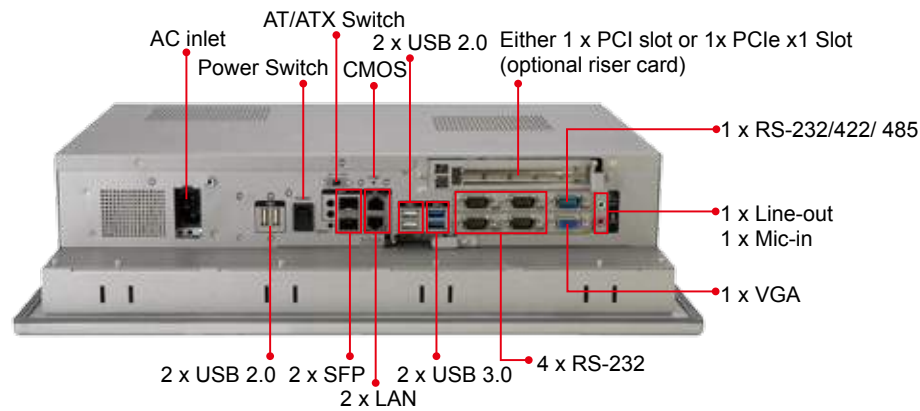 AT/ATX Switch
AC inlet
2 x USB 2.0
Either 1 x PCI slot or 1x PCIe x1 Slot
(optional riser card)
Power Switch
CMOS
1 x RS-232/422/ 485
1 x Line-out
1 x Mic-in
1 x VGA
4 x RS-232
2 x USB 2.0
2 x SFP
2 x USB 3.0
2 x LAN